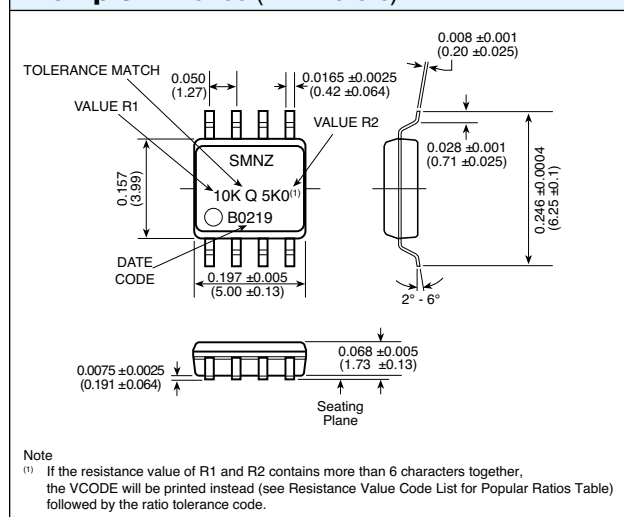 0.008 ±0.001
(0.20 ±0.025)
TOLERANCE MATCH
0.050
(1.27)
0.0165 ±0.0025
(0.42 ±0.064)
VALUE R1
VALUE R2
0.028 ±0.001
(0.71 ±0.025)
SMNZ
0.157
(3.99)
10K Q 5K0(1)
0.246 ±0.0004
(6.25 ±0.1)
B0219
DATE
CODE
0.197 ±0.005
(5.00 ±0.13)
2° - 6°
0.0075 ±0.0025
(0.191 ±0.064)
0.068 ±0.005
(1.73 ±0.13)
Seating
Plane
Note
(1) If the resistance value of R1 and R2 contains more than 6 characters together,
the VCODE will be printed instead (see Resistance Value Code List for Popular Ratios Table)
followed by the ratio tolerance code.